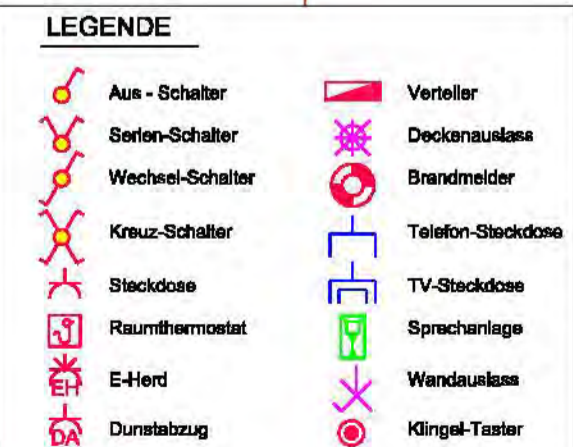 LEGENDE
Aus - Schalter
Serien-Schalter
Wechsel-Schalter
Kreuz-Schalter
Steckdose
Raumthermostat
EH E-Herd
DA Dunstabzug
Verteiler
Deckenauslass
Brandmelder
Telefon-Steckdose
TV-Steckdose
Sprechanlage
Wandauslass
Klingel-Taster